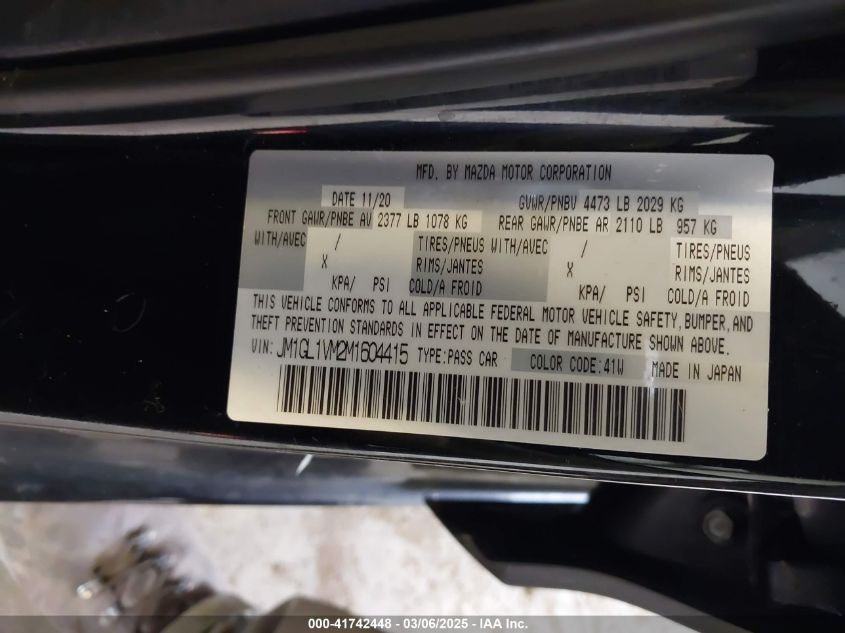 MFD. BY MAZDA MOTOR CORPORATION
DATE 11/20 GVWR/PNBV 4473 LB 2029 KG
FRONT GAWR/PNBE AV 2377 LB 1078 KG REAR GAWR/PNBE AR 2110 LB 957 KG
WITH/AVEC / TIRES/PNEUS WITH/AVEC / TIRES/PNEUS
X RIMS/JANTES X RIMS/JANTES
KPA/ PSI COLD/A FROID KPA/ PSI COLD/A FROID
THIS VEHICLE CONFORMS TO ALL APPLICABLE FEDERAL MOTOR VEHICLE SAFETY, BUMPER, AND
THEFT PREVENTION STANDARDS IN EFFECT ON THE DATE OF MANUFACTURE SHOWN ABOVE.
VIN: JM1GL1VM2M1604415 TYPE:PASS CAR COLOR CODE:41W MADE IN JAPAN
000-41742448 - 03/06/2025 - IAA Inc.